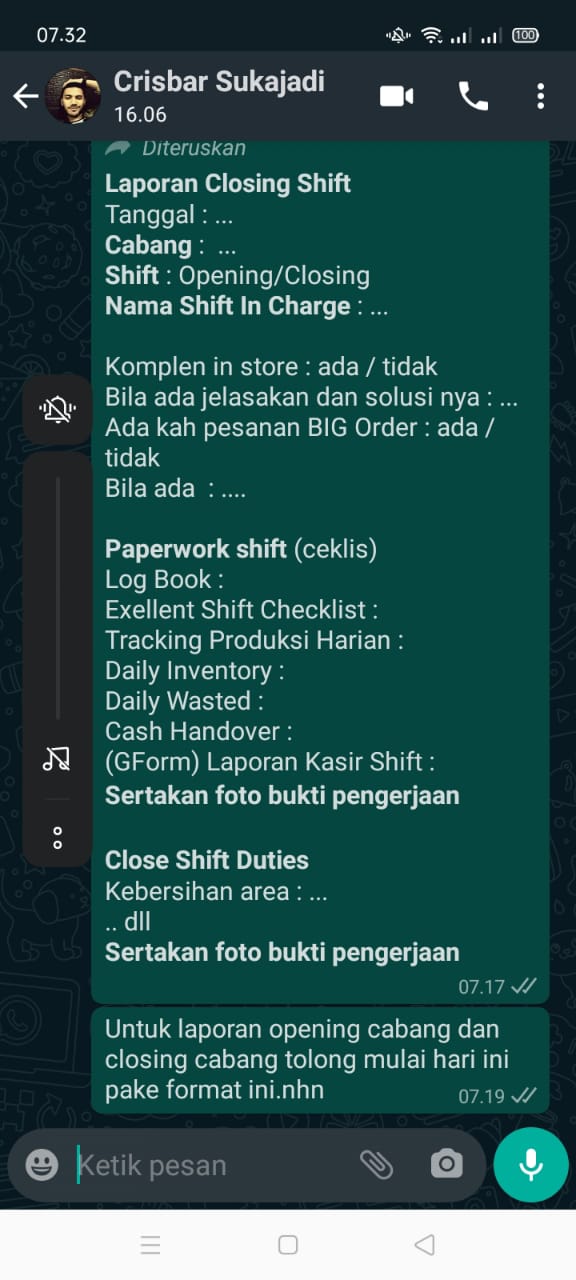 07.32
100
Crisbar Sukajadi
16.06
Diteruskan
Laporan Closing Shift
Tanggal : ...
Cabang : ...
Shift : Opening/Closing
Nama Shift In Charge : ...
Komplen in store : ada / tidak
Bila ada jelasakan dan solusi nya : ...
Ada kah pesanan BIG Order : ada /
tidak
Bila ada : ....
Paperwork shift (ceklis)
Log Book :
Exellent Shift Checklist :
Tracking Produksi Harian :
Daily Inventory :
Daily Wasted :
Cash Handover :
(GForm) Laporan Kasir Shift :
Sertakan foto bukti pengerjaan
Close Shift Duties
Kebersihan area : ...
.. dll
Sertakan foto bukti pengerjaan
07.17
Untuk laporan opening cabang dan
closing cabang tolong mulai hari ini
pake format ini.nhn
07.19
Ketik pesan